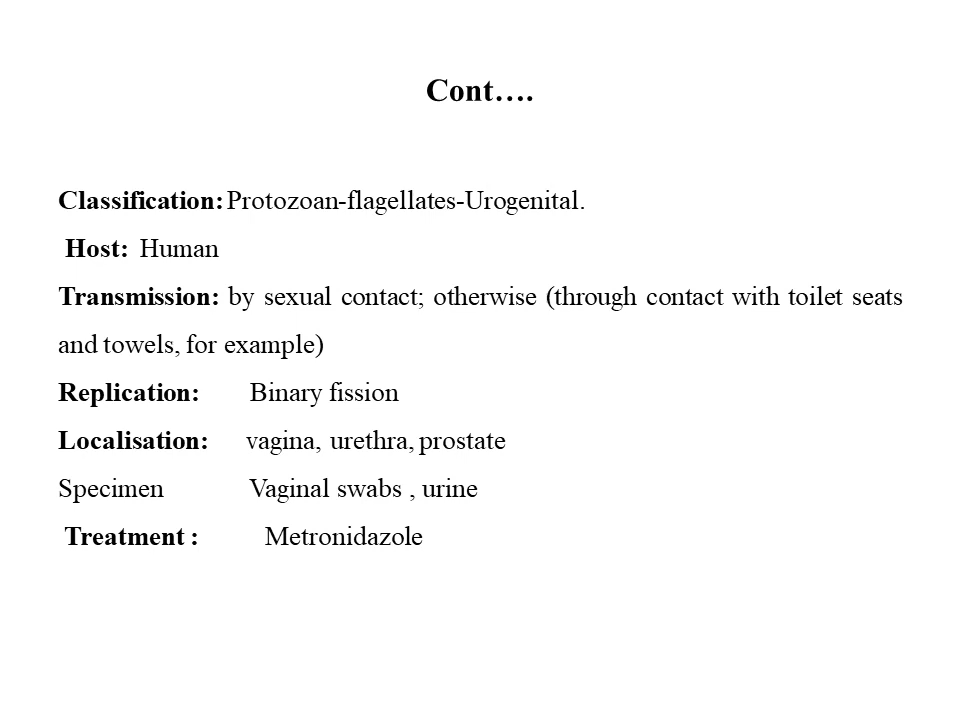 Cont….
Classification: Protozoan-flagellates-Urogenital.
Host: Human
Transmission: by sexual contact; otherwise (through contact with toilet seats
and towels, for example)
Replication: Binary fission
Localisation: vagina, urethra, prostate
Specimen Vaginal swabs , urine
Treatment : Metronidazole